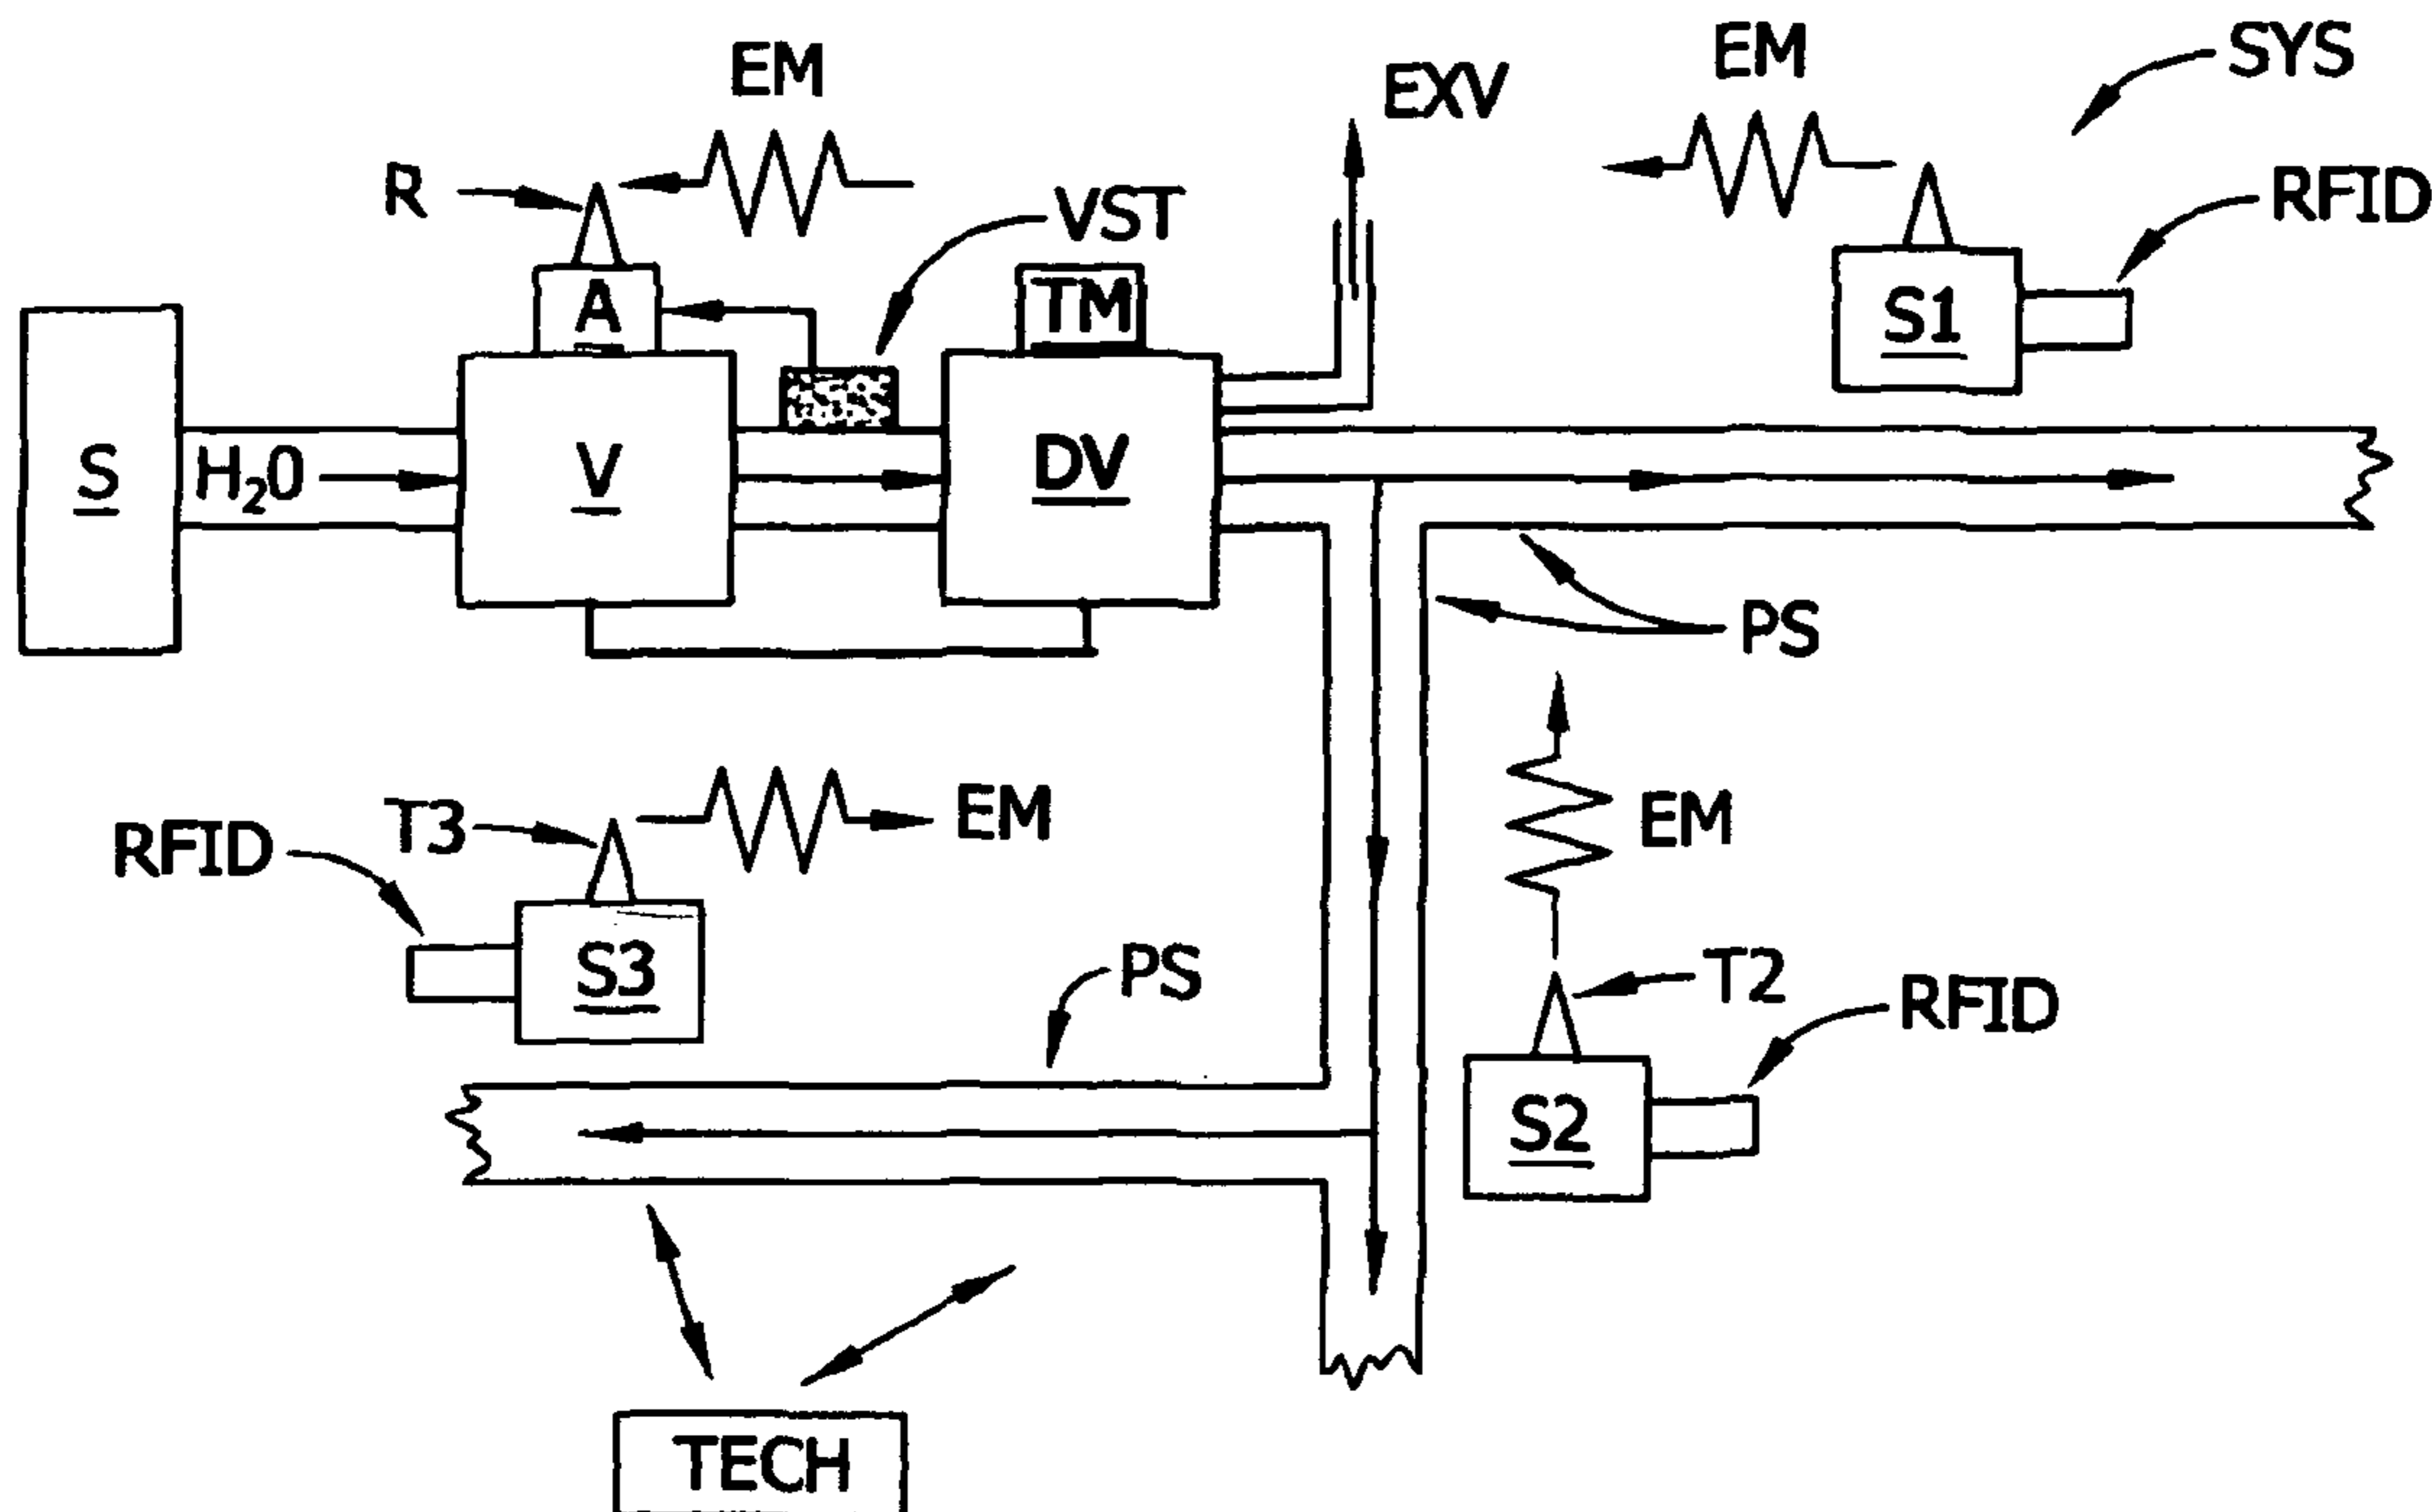 EM
EM
SYS
EXV
R
VST
RFID
A
TM
S1
S
H₂O
V
DV
PS
T3
EM
EM
RFID
S3
PS
T2
RFID
S2
TECH